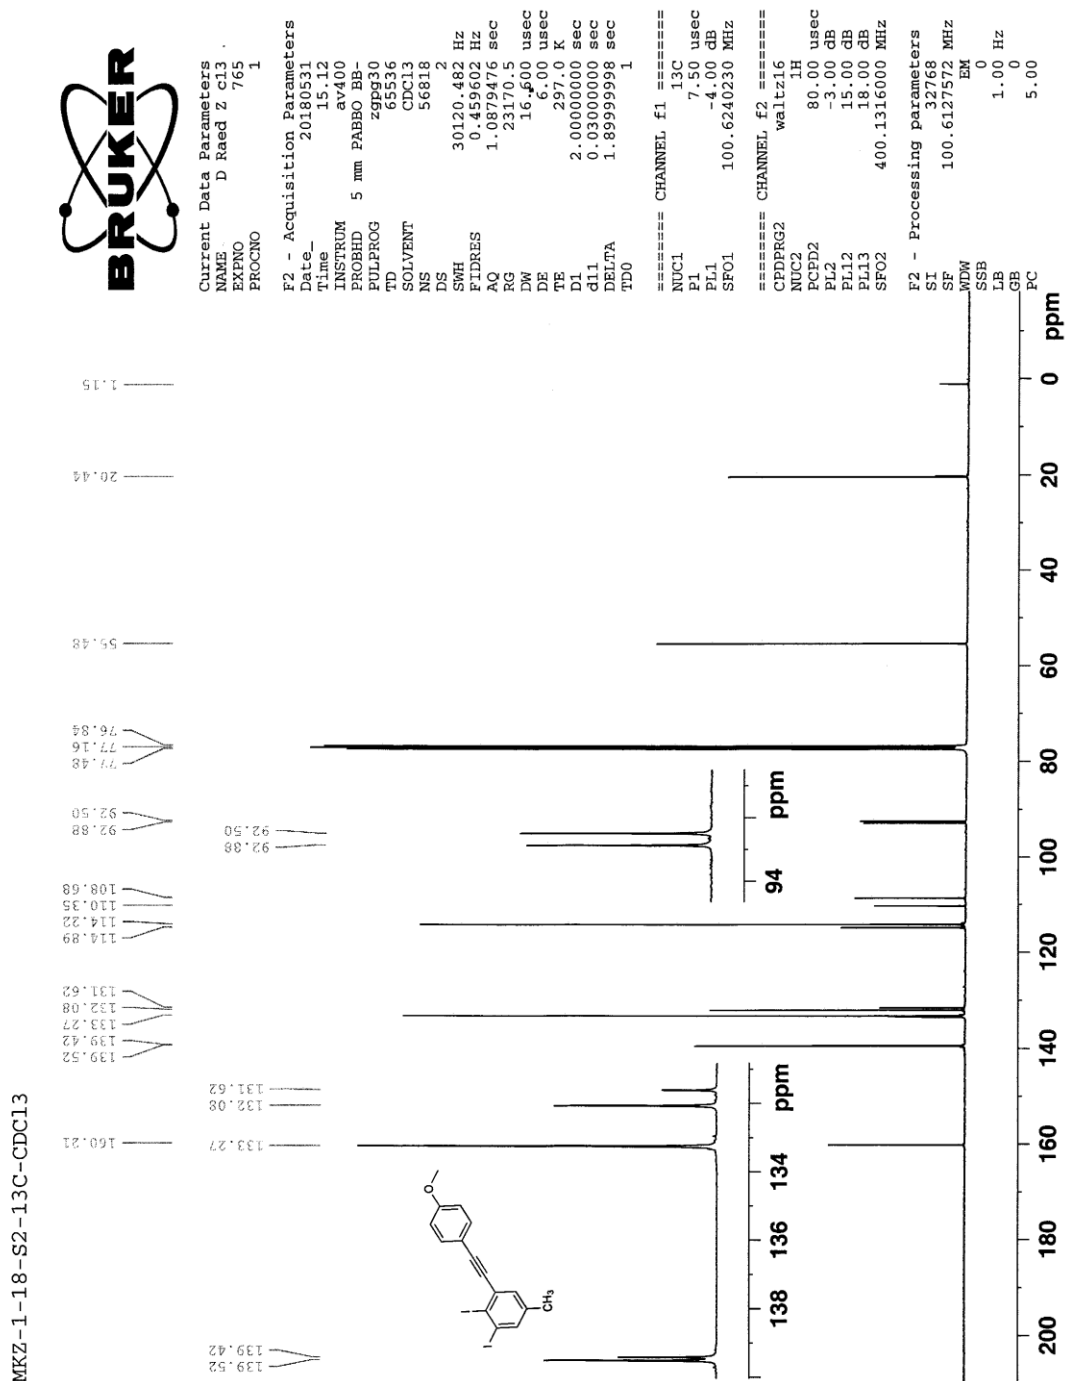 MKZ-1-18-S2-13C-CDCl3
160.21
139.52
139.42
133.27
132.08
131.62
114.89
114.22
110.35
108.68
92.88
92.50
77.48
77.16
76.84
55.48
20.44
1.15
139.52
139.42
133.27
132.08
131.62
92.88
92.50
O
I
I
CH3
138 136 134 ppm
94 ppm
200 180 160 140 120 100 80 60 40 20 0 ppm
BRUKER
Current Data Parameters
NAME D Raed Z c13 .
EXPNO 765
PROCNO 1
F2 - Acquisition Parameters
Date_ 20180531
Time 15.12
INSTRUM av400
PROBHD 5 mm PABBO BB-
PULPROG zgpg30
TD 65536
SOLVENT CDCl3
NS 56818
DS 2
SWH 30120.482 Hz
FIDRES 0.459602 Hz
AQ 1.0879476 sec
RG 23170.5
DW 16.600 usec
DE 6.00 usec
TE 297.0 K
D1 2.00000000 sec
d11 0.03000000 sec
DELTA 1.89999998 sec
TD0 1
======== CHANNEL f1 ========
NUC1 13C
P1 7.50 usec
PL1 -4.00 dB
SFO1 100.6240230 MHz
======== CHANNEL f2 ========
CPDPRG2 waltz16
NUC2 1H
PCPD2 80.00 usec
PL2 -3.00 dB
PL12 15.00 dB
PL13 18.00 dB
SFO2 400.1316000 MHz
F2 - Processing parameters
SI 32768
SF 100.6127572 MHz
WDW EM
SSB 0
LB 1.00 Hz
GB 0
PC 5.00